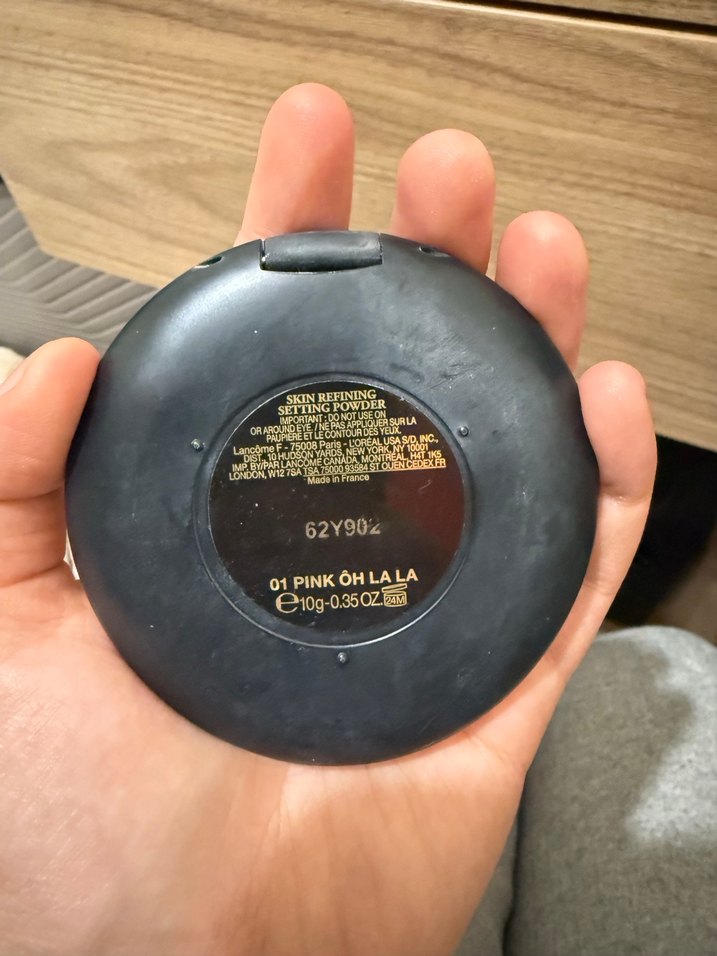 SKIN REFINING
SETTING POWDER
IMPORTANT : DO NOT USE ON
OR AROUND EYE / NE PAS APPLIQUER SUR LA
PAUPIÈRE ET LE CONTOUR DES YEUX.
Lancôme F - 75008 Paris - L'ORÉAL USA S/D, INC.,
DIST., 10 HUDSON YARDS, NEW YORK, NY 10001
IMP. BY/PAR LANCÔME CANADA, MONTRÉAL, H4T 1K5
LONDON, W12 7SA TSA 75000 93584 ST OUEN CEDEX FR
Made in France
62Y902
01 PINK ÔH LA LA
℮10g-0.35 OZ. 24M